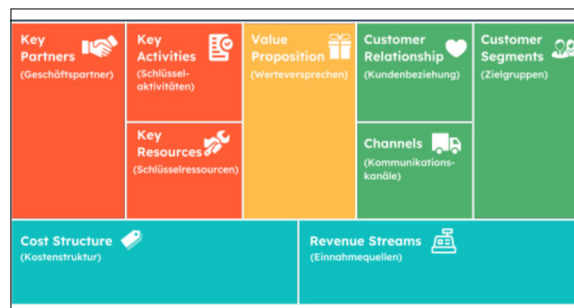 Key
Partners
(Geschäftspartner)
Key
Activities
(Schlüssel-
aktivitäten)
Key
Resources
(Schlüsselressourcen)
Value
Proposition
(Werteversprechen)
Customer
Relationship
(Kundenbeziehung)
Channels
(Kommunikations-
kanäle)
Customer
Segments
(Zielgruppen)
Cost Structure
(Kostenstruktur)
Revenue Streams
(Einnahmequellen)